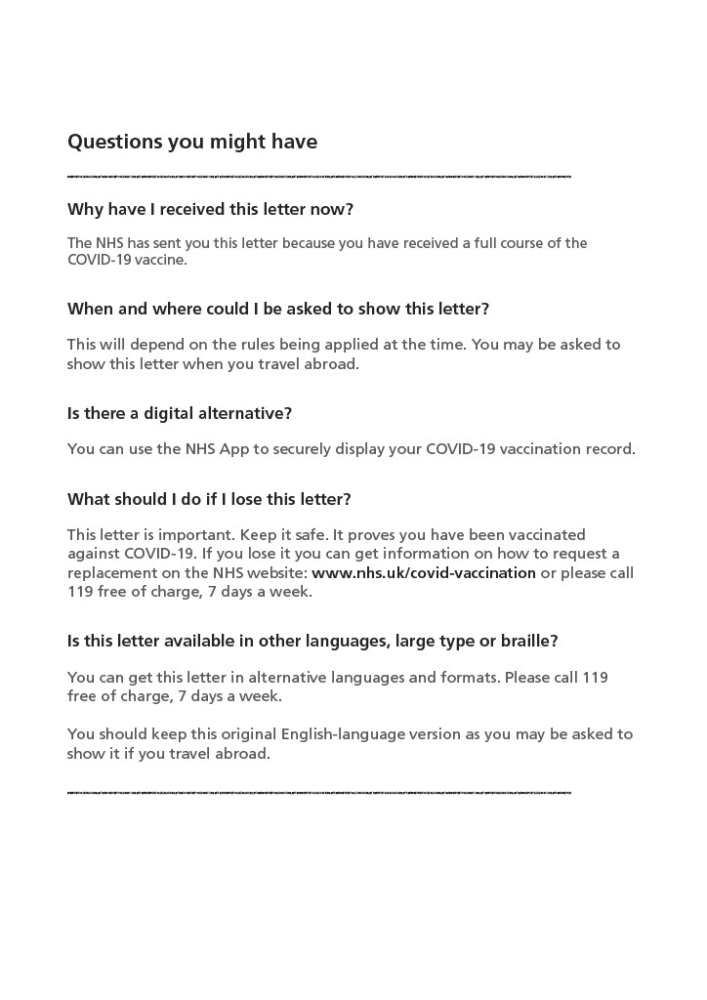 Questions you might have
Why have I received this letter now?
The NHS has sent you this letter because you have received a full course of the
COVID-19 vaccine.
When and where could I be asked to show this letter?
This will depend on the rules being applied at the time. You may be asked to
show this letter when you travel abroad.
Is there a digital alternative?
You can use the NHS App to securely display your COVID-19 vaccination record.
What should I do if I lose this letter?
This letter is important. Keep it safe. It proves you have been vaccinated
against COVID-19. If you lose it you can get information on how to request a
replacement on the NHS website: www.nhs.uk/covid-vaccination or please call
119 free of charge, 7 days a week.
Is this letter available in other languages, large type or braille?
You can get this letter in alternative languages and formats. Please call 119
free of charge, 7 days a week.
You should keep this original English-language version as you may be asked to
show it if you travel abroad.